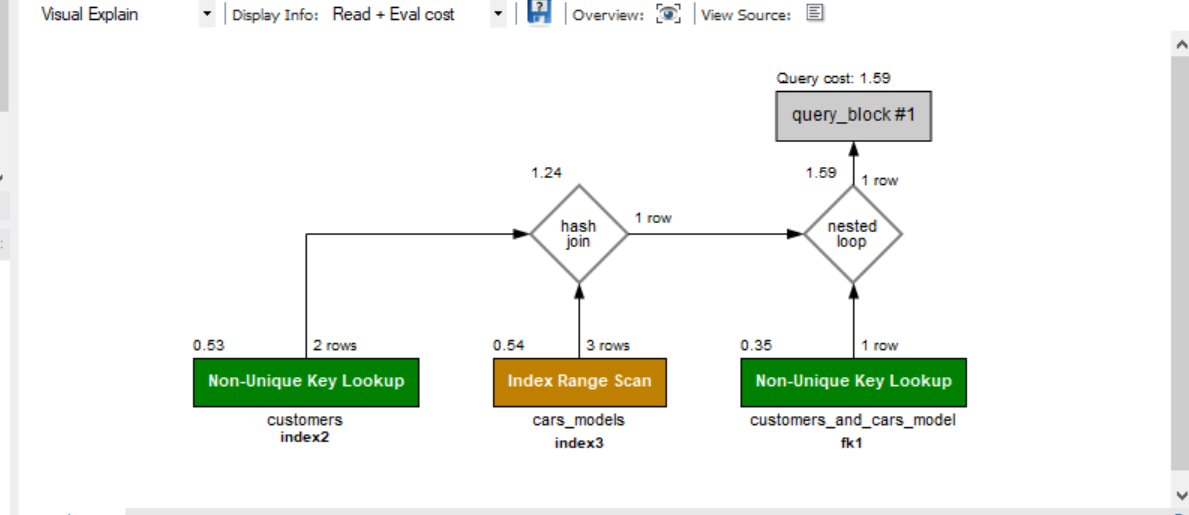 Visual Explain Display Info: Read + Eval cost Overview: View Source:
Query cost: 1.59
query_block #1
1.24
1.59
1 row
hash
join
1 row
nested
loop
0.53
2 rows
0.54
3 rows
0.35
1 row
Non-Unique Key Lookup
Index Range Scan
Non-Unique Key Lookup
customers
index2
cars_models
index3
customers_and_cars_model
fk1